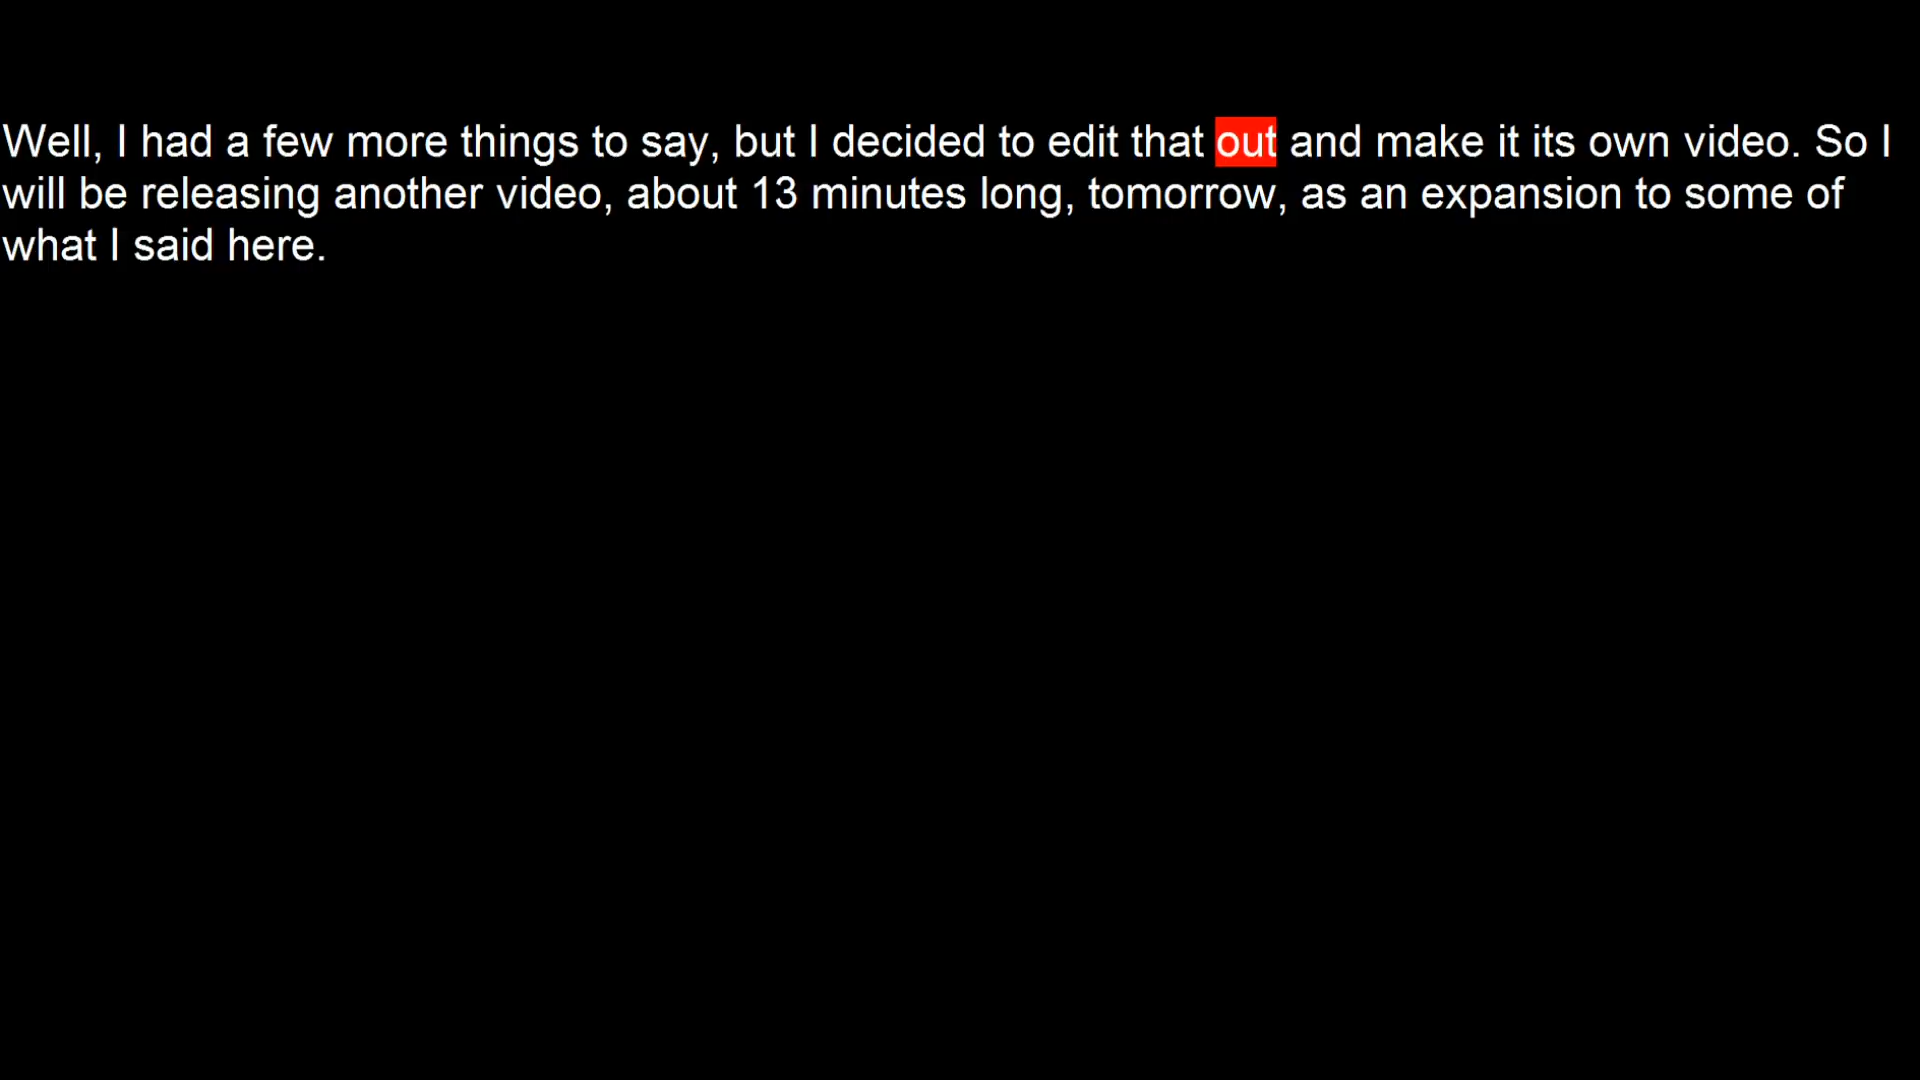 Well, I had a few more things to say, but I decided to edit that out and make it its own video. So I
will be releasing another video, about 13 minutes long, tomorrow, as an expansion to some of
what I said here.